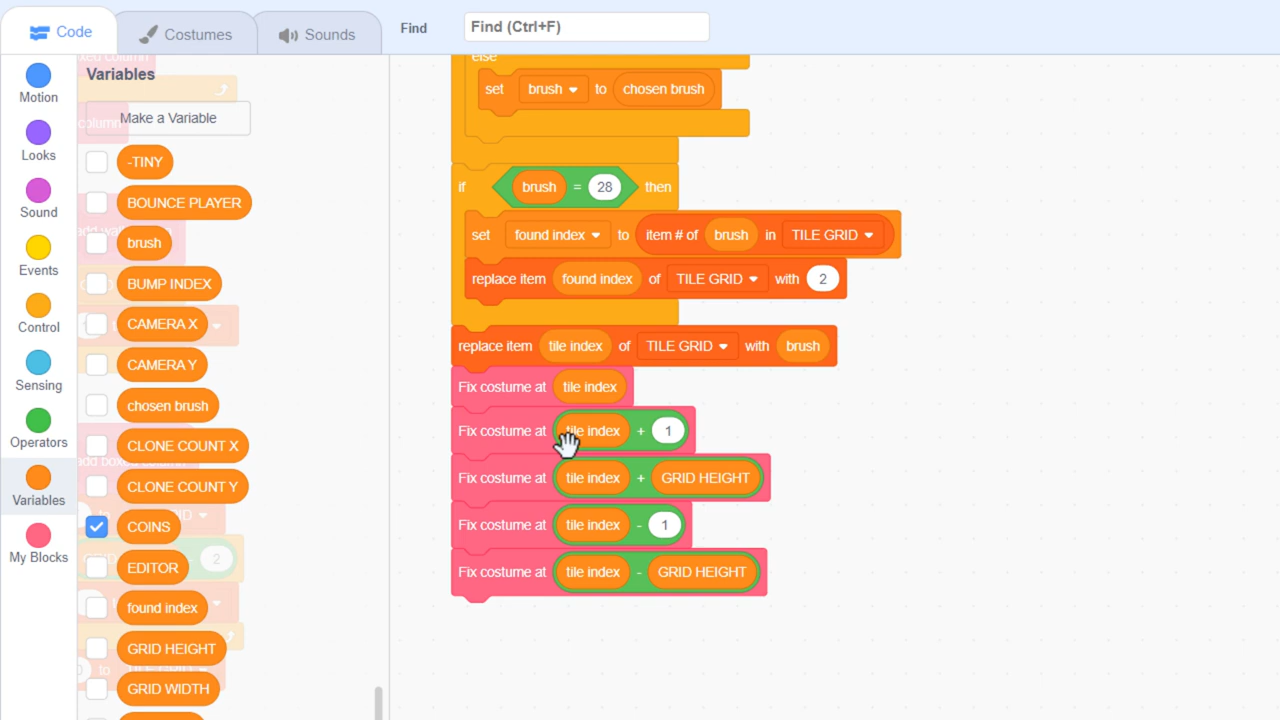 Code
Costumes
Sounds
Find
Find (Ctrl+F)
Motion
Looks
Sound
Events
Control
Sensing
Operators
Variables
My Blocks
Variables
Make a Variable
-TINY
BOUNCE PLAYER
brush
BUMP INDEX
CAMERA X
CAMERA Y
chosen brush
CLONE COUNT X
CLONE COUNT Y
COINS
EDITOR
found index
GRID HEIGHT
GRID WIDTH
else
set brush to chosen brush
if brush = 28 then
set found index to item # of brush in TILE GRID
replace item found index of TILE GRID with 2
replace item tile index of TILE GRID with brush
Fix costume at tile index
Fix costume at tile index + 1
Fix costume at tile index + GRID HEIGHT
Fix costume at tile index - 1
Fix costume at tile index - GRID HEIGHT